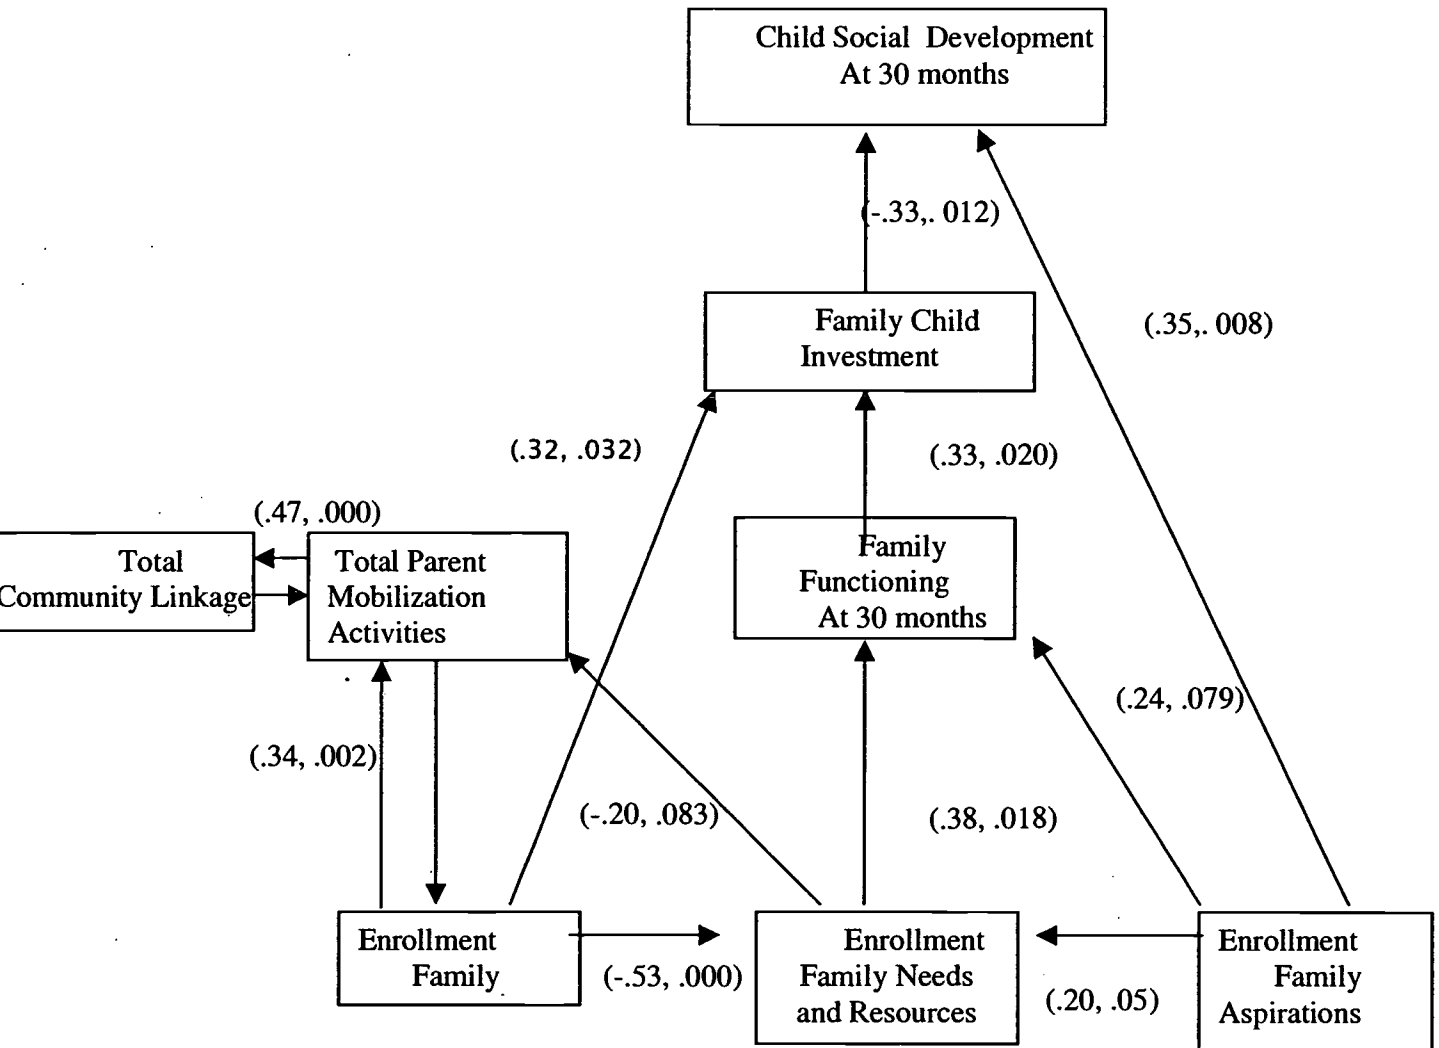 Child Social Development
At 30 months
(-.33,. 012)
Family Child
Investment
(.35,. 008)
(.32, .032)
(.33, .020)
(.47, .000)
Total
Community Linkage
Total Parent
Mobilization
Activities
Family
Functioning
At 30 months
(.24, .079)
(.34, .002)
(-.20, .083)
(.38, .018)
Enrollment
Family
(-.53, .000)
Enrollment
Family Needs
and Resources
(.20, .05)
Enrollment
Family
Aspirations